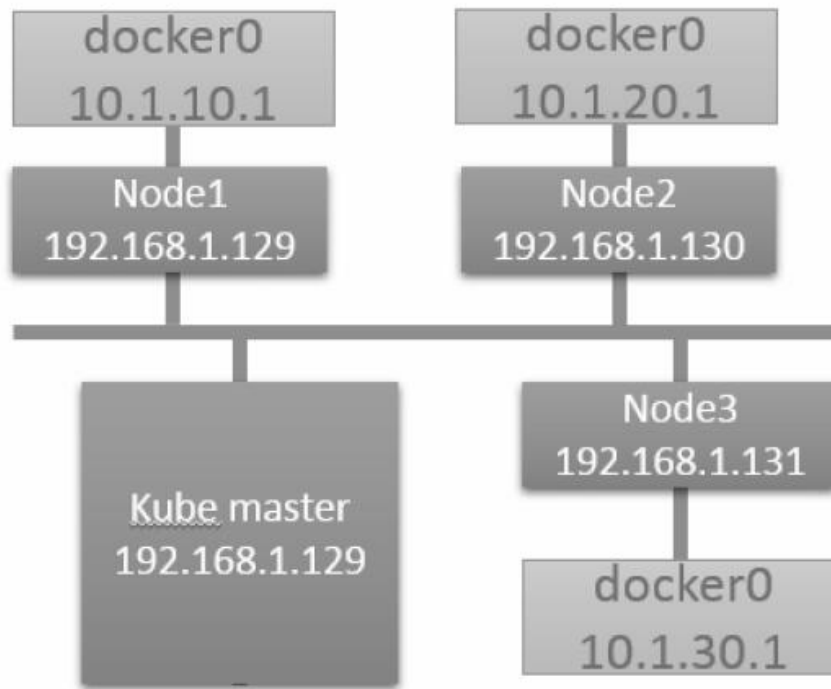 docker0
10.1.10.1
docker0
10.1.20.1
Node1
192.168.1.129
Node2
192.168.1.130
Kube master
192.168.1.129
Node3
192.168.1.131
docker0
10.1.30.1